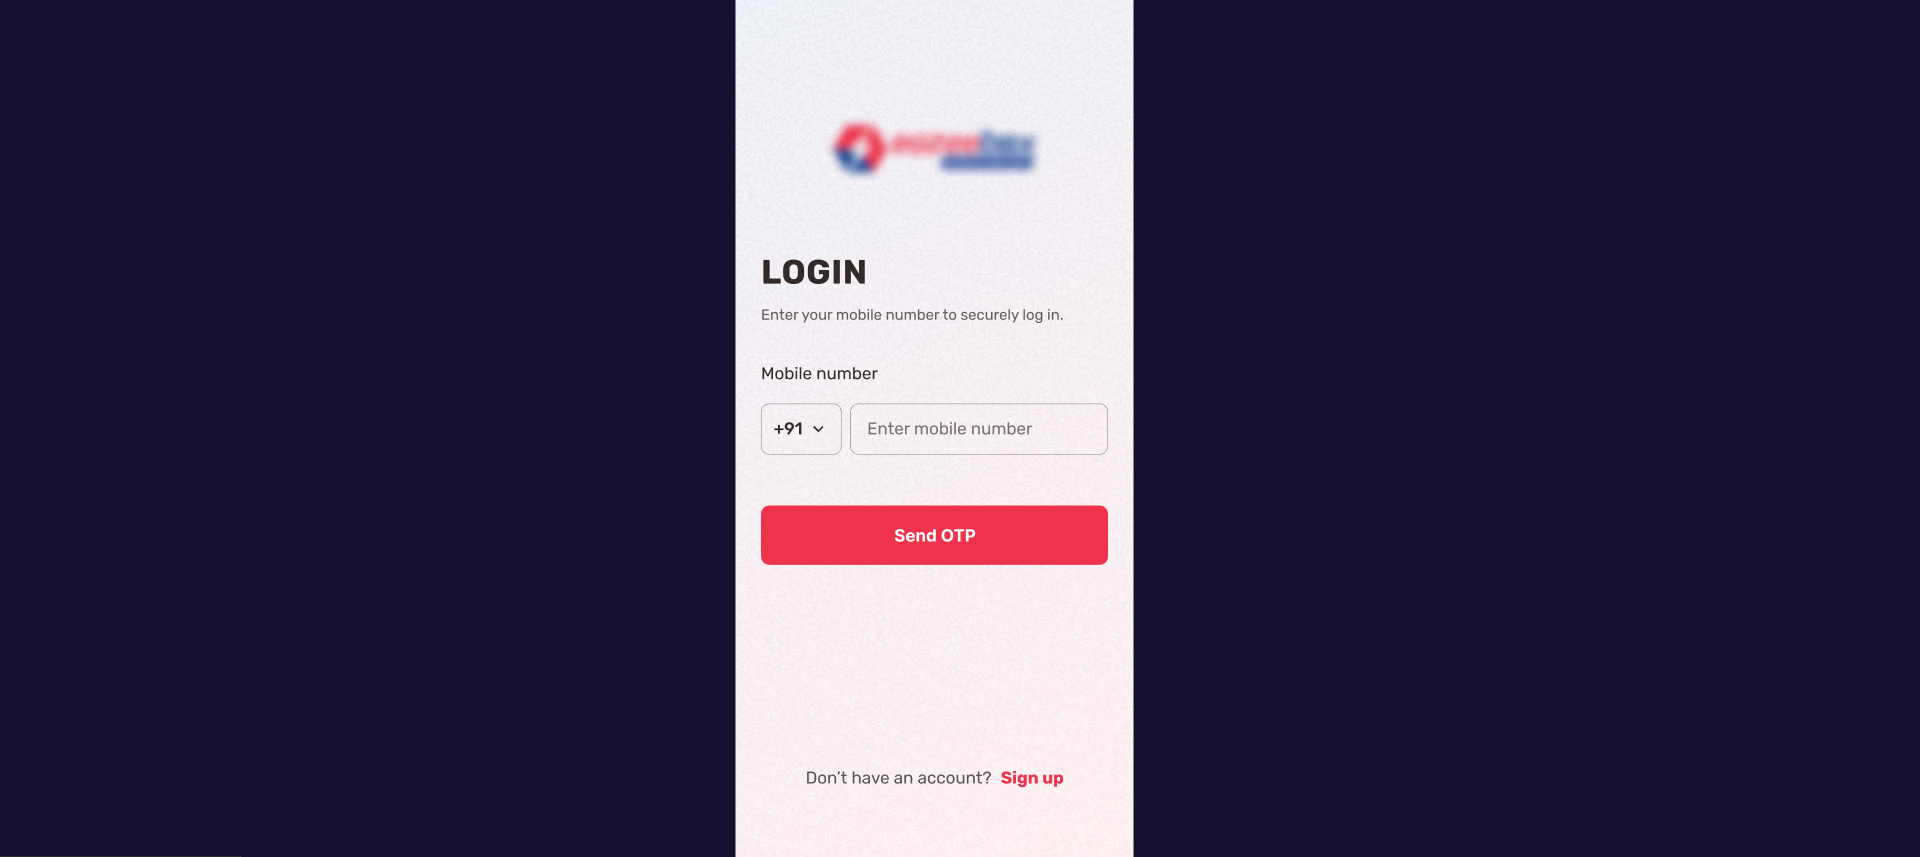 LOGIN
Enter your mobile number to securely log in.
Mobile number
+91
Enter mobile number
Send OTP
Don’t have an account? Sign up